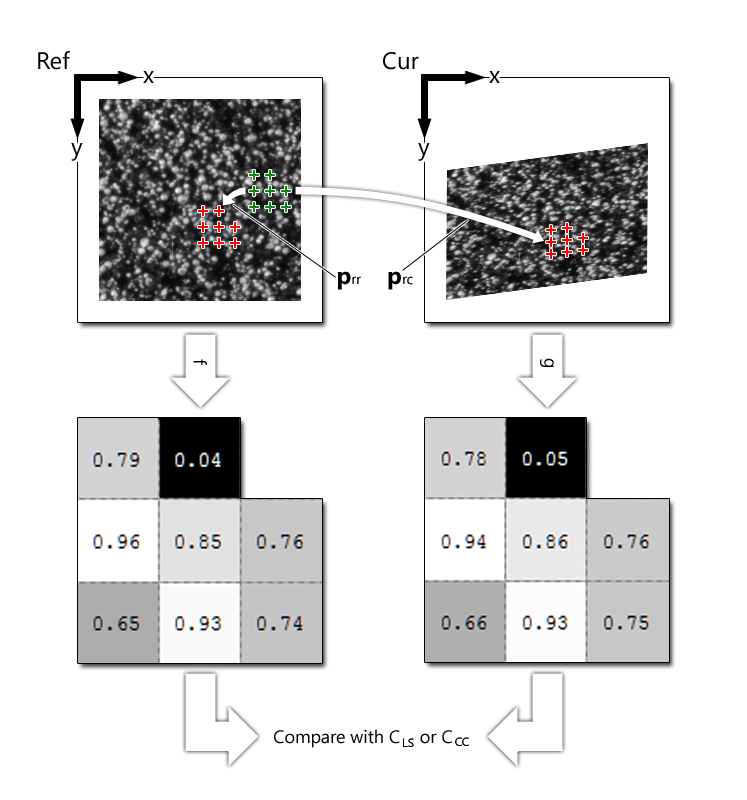 Ref
Cur
x
x
y
y
prr
prc
f
g
0.79 0.04
0.96 0.85 0.76
0.65 0.93 0.74
0.78 0.05
0.94 0.86 0.76
0.66 0.93 0.75
Compare with CLS or CCC